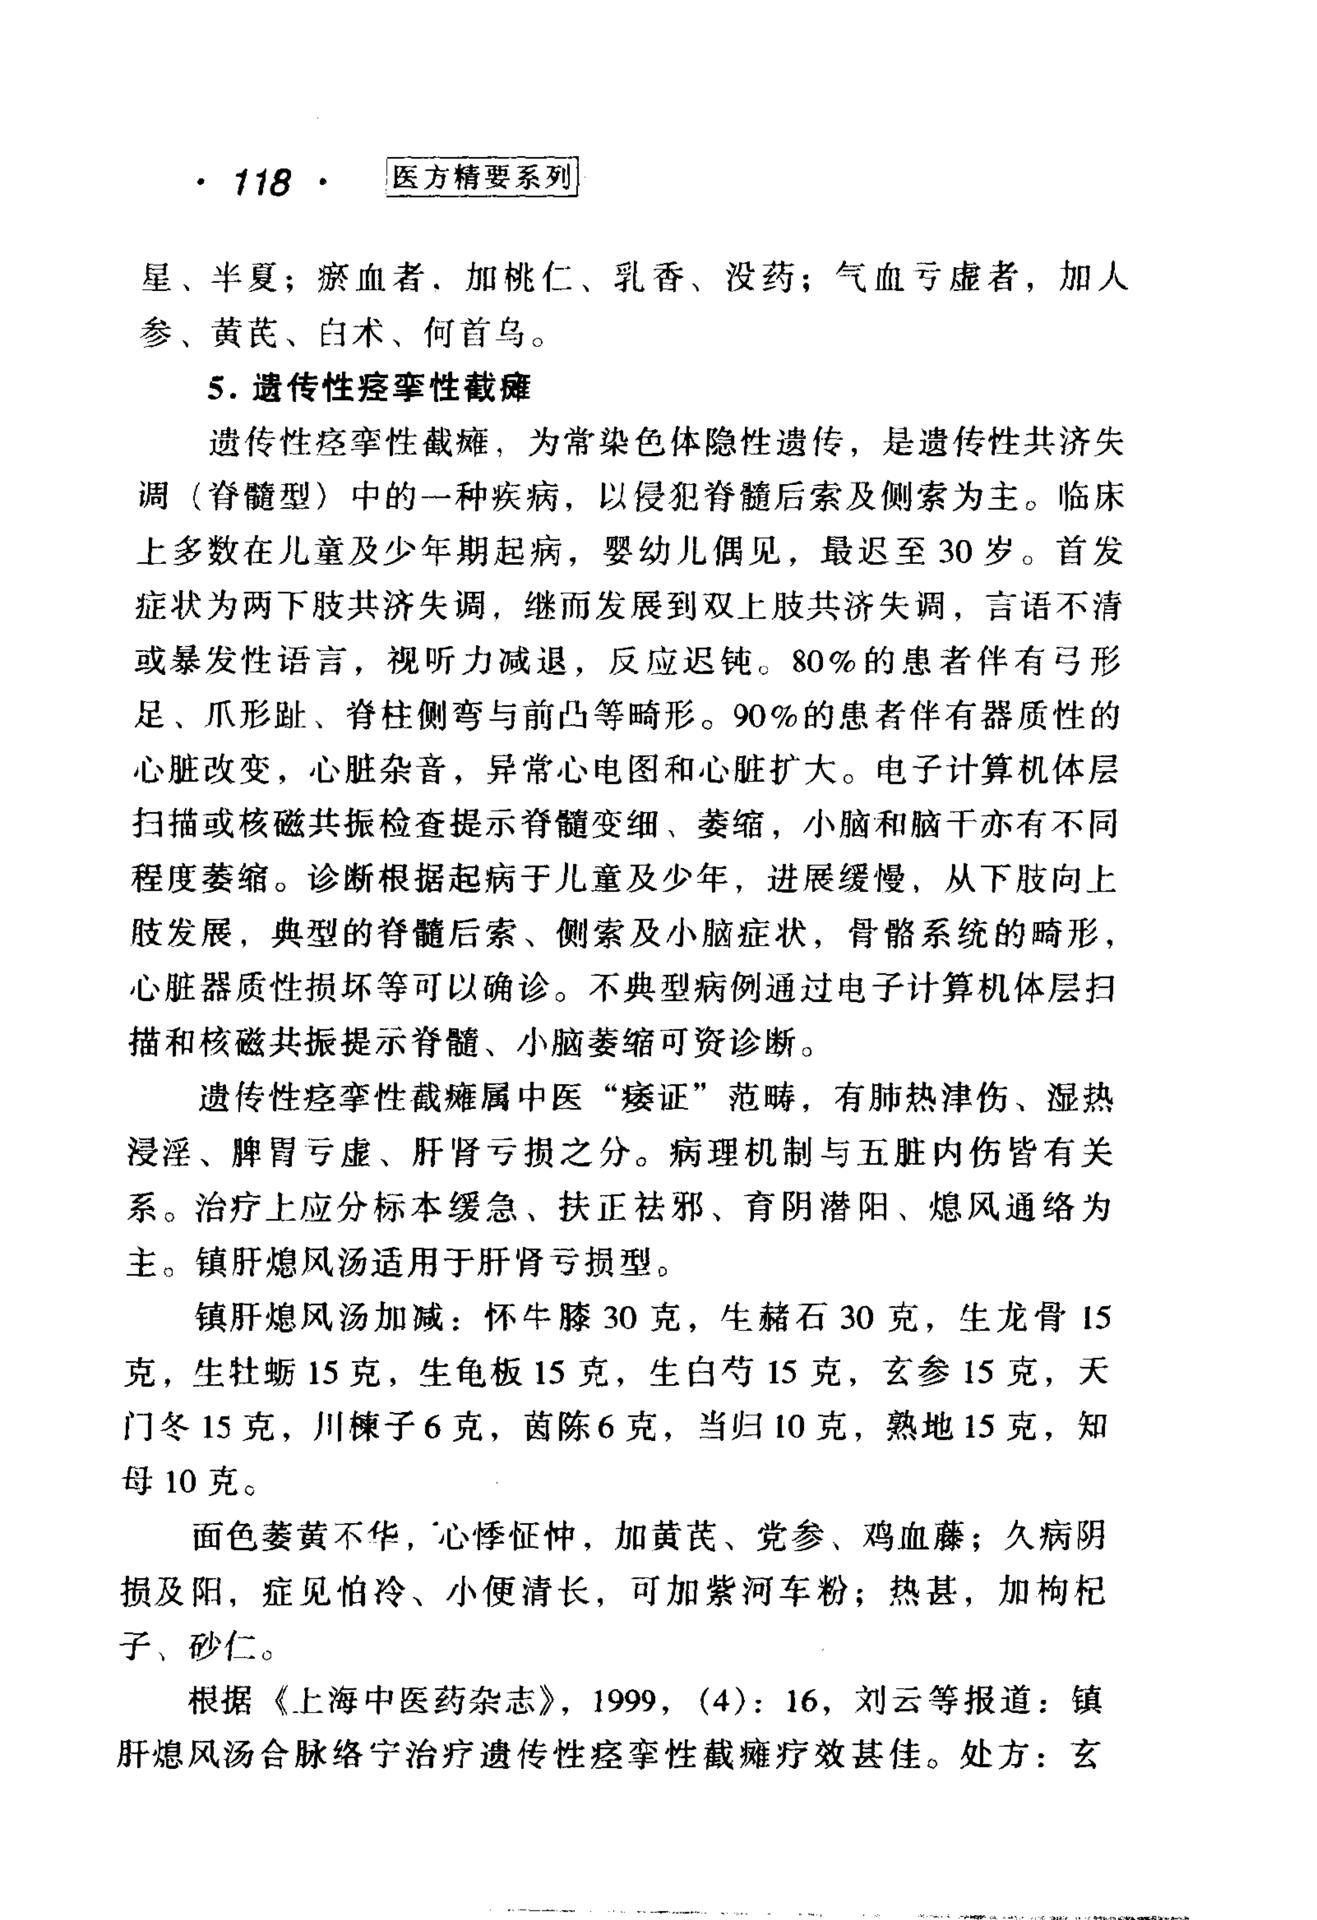 · 118 · 医方精要系列
星、半夏；瘀血者，加桃仁、乳香、没药；气血亏虚者，加人
参、黄芪、白术、何首乌。
5. 遗传性痉挛性截瘫
遗传性痉挛性截瘫，为常染色体隐性遗传，是遗传性共济失
调（脊髓型）中的一种疾病，以侵犯脊髓后索及侧索为主。临床
上多数在儿童及少年期起病，婴幼儿偶见，最迟至 30 岁。首发
症状为两下肢共济失调，继而发展到双上肢共济失调，言语不清
或暴发性语言，视听力减退，反应迟钝。80%的患者伴有弓形
足、爪形趾、脊柱侧弯与前凸等畸形。90%的患者伴有器质性的
心脏改变，心脏杂音，异常心电图和心脏扩大。电子计算机体层
扫描或核磁共振检查提示脊髓变细、萎缩，小脑和脑干亦有不同
程度萎缩。诊断根据起病于儿童及少年，进展缓慢，从下肢向上
肢发展，典型的脊髓后索、侧索及小脑症状，骨骼系统的畸形，
心脏器质性损坏等可以确诊。不典型病例通过电子计算机体层扫
描和核磁共振提示脊髓、小脑萎缩可资诊断。
遗传性痉挛性截瘫属中医“痿证”范畴，有肺热津伤、湿热
浸淫、脾胃亏虚、肝肾亏损之分。病理机制与五脏内伤皆有关
系。治疗上应分标本缓急、扶正祛邪、育阴潜阳、熄风通络为
主。镇肝熄风汤适用于肝肾亏损型。
镇肝熄风汤加减：怀牛膝 30 克，生赭石 30 克，生龙骨 15
克，生牡蛎 15 克，生龟板 15 克，生白芍 15 克，玄参 15 克，天
门冬 15 克，川楝子 6 克，茵陈 6 克，当归 10 克，熟地 15 克，知
母 10 克。
面色萎黄不华，心悸怔忡，加黄芪、党参、鸡血藤；久病阴
损及阳，症见怕冷、小便清长，可加紫河车粉；热甚，加枸杞
子、砂仁。
根据《上海中医药杂志》，1999，(4)：16，刘云等报道：镇
肝熄风汤合脉络宁治疗遗传性痉挛性截瘫疗效甚佳。处方：玄